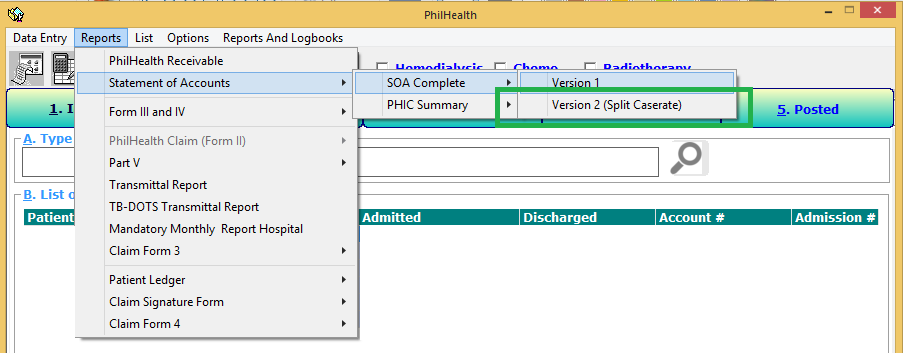 PhilHealth
Data Entry Reports List Options Reports And Logbooks
Hemodialysis Chemo Radiotherapy
PhilHealth Receivable
Statement of Accounts
SOA Complete
Version 1
PHIC Summary
Version 2 (Split Caserate)
1. I
5. Posted
Form III and IV
A. Type
PhilHealth Claim (Form II)
Part V
Transmittal Report
B. List o
TB-DOTS Transmittal Report
Patient Admitted Discharged Account # Admission #
Mandatory Monthly Report Hospital
Claim Form 3
Patient Ledger
Claim Signature Form
Claim Form 4